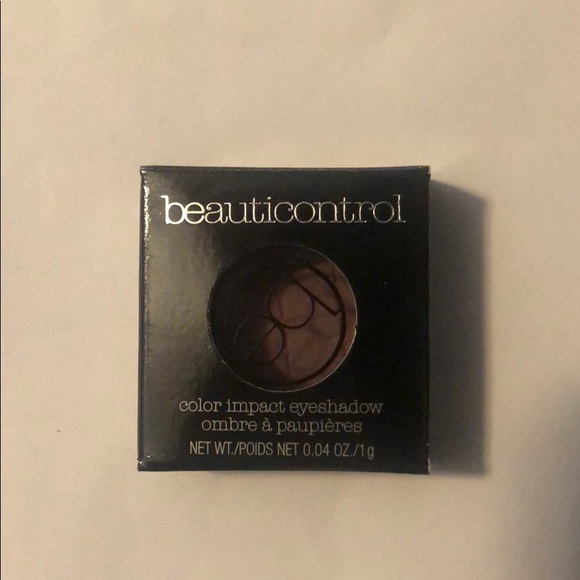 beauticontrol
color impact eyeshadow
ombre à paupières
NET WT./POIDS NET 0.04 OZ./1g